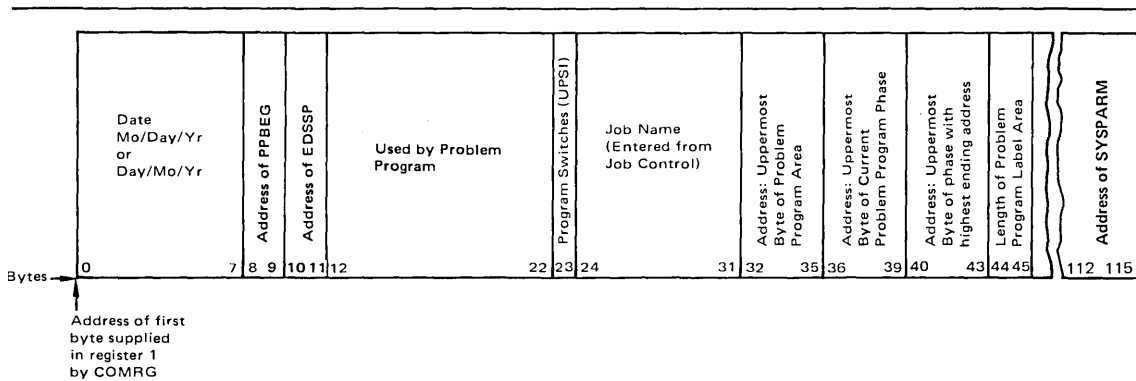 Date
Mo/Day/Yr
or
Day/Mo/Yr
Address of PPBEG
Address of EDSSP
Used by Problem
Program
Program Switches (UPSI)
Job Name
(Entered from
Job Control)
Address: Uppermost
Byte of Problem
Program Area
Address: Uppermost
Byte of Current
Problem Program Phase
Address: Uppermost
Byte of phase with
highest ending address
Length of Problem
Program Label Area
Address of SYSPARM
Bytes
0 7 8 9 10 11 12 22 23 24 31 32 35 36 39 40 43 44 45 112 115
Address of first
byte supplied
in register 1
by COMRG